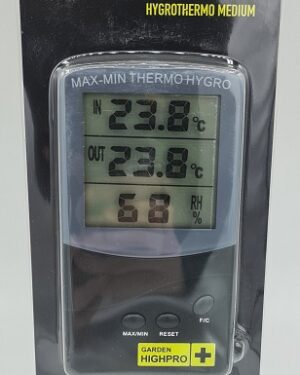 HYGROTHERMO MEDIUM
MAX-MIN THERMO HYGRO
IN 23.8 °C
OUT 23.8 °C
68 RH %
F/C
MAX/MIN RESET
GARDEN
HIGHPRO